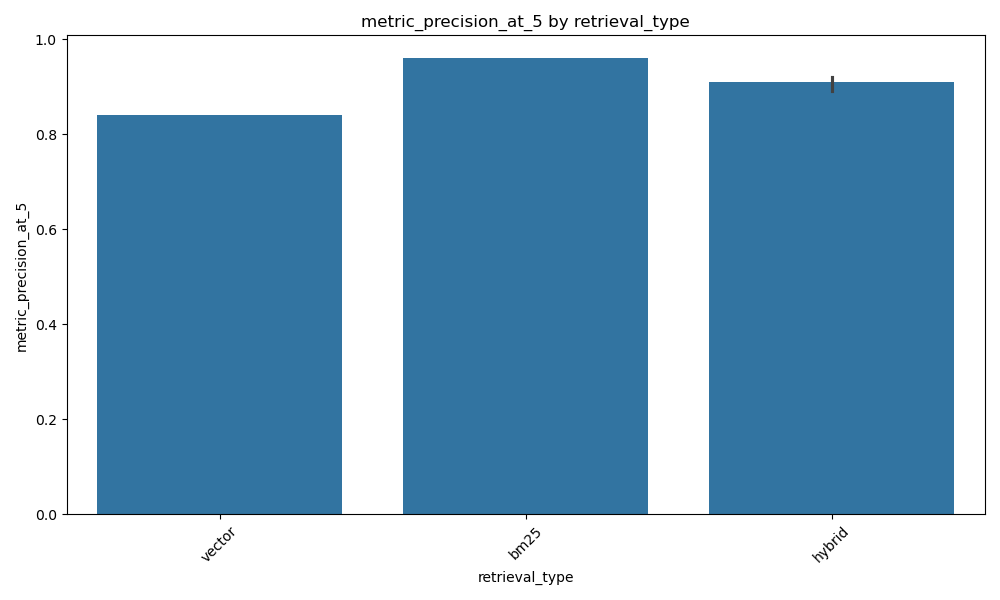 metric_precision_at_5 by retrieval_type
metric_precision_at_5
1.0
0.8
0.6
0.4
0.2
0.0
vector
bm25
hybrid
retrieval_type